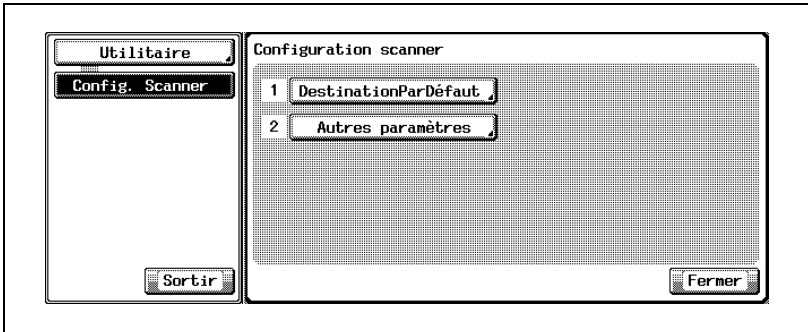 Utilitaire
Config. Scanner
Sortir
Configuration scanner
1 DestinationParDéfaut
2 Autres paramètres
Fermer